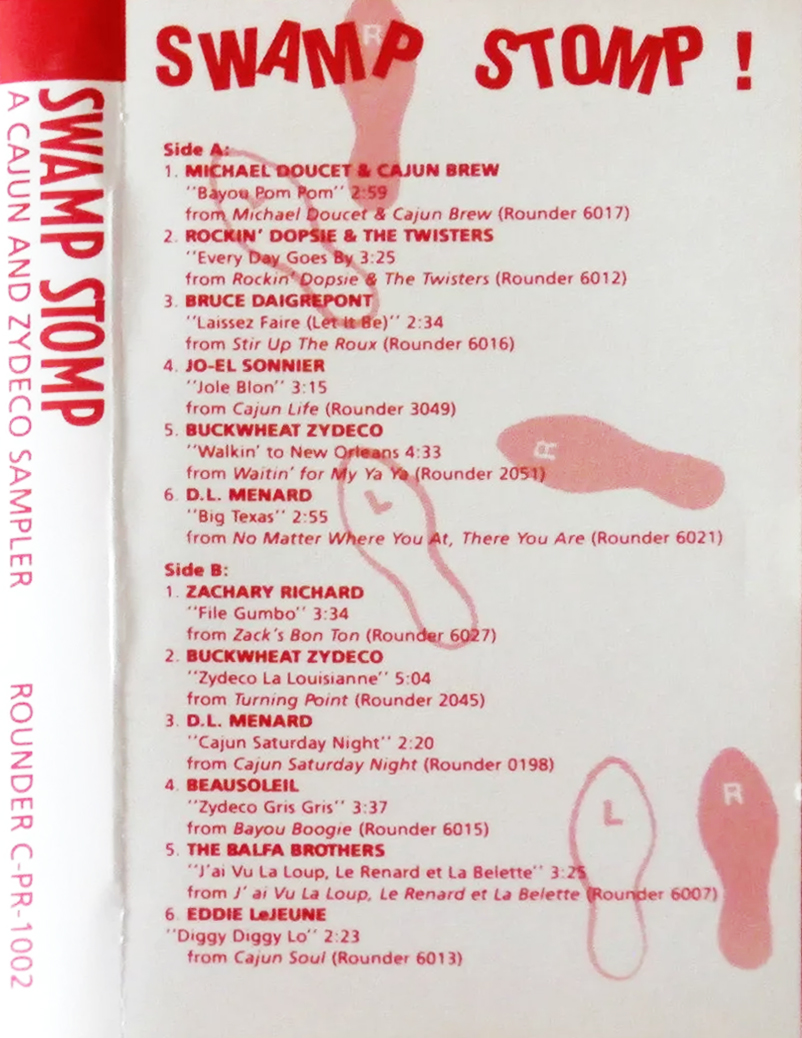 SWAMP STOMP
A CAJUN AND ZYDECO SAMPLER
ROUNDER C-PR-1002
SWAMP STOMP !
R
Side A:
1. MICHAEL DOUCET & CAJUN BREW
"Bayou Pom Pom" 2:59
from Michael Doucet & Cajun Brew (Rounder 6017)
L
2. ROCKIN' DOPSIE & THE TWISTERS
"Every Day Goes By 3:25
from Rockin' Dopsie & The Twisters (Rounder 6012)
3. BRUCE DAIGREPONT
"Laissez Faire (Let It Be)" 2:34
from Stir Up The Roux (Rounder 6016)
4. JO-EL SONNIER
"Jole Blon" 3:15
from Cajun Life (Rounder 3049)
5. BUCKWHEAT ZYDECO
"Walkin' to New Orleans 4:33
from Waitin' for My Ya Ya (Rounder 2051)
R
6. D.L. MENARD
"Big Texas" 2:55
from No Matter Where You At, There You Are (Rounder 6021)
L
Side B:
1. ZACHARY RICHARD
"File Gumbo" 3:34
from Zack's Bon Ton (Rounder 6027)
2. BUCKWHEAT ZYDECO
"Zydeco La Louisianne" 5:04
from Turning Point (Rounder 2045)
3. D.L. MENARD
"Cajun Saturday Night" 2:20
from Cajun Saturday Night (Rounder 0198)
4. BEAUSOLEIL
"Zydeco Gris Gris" 3:37
from Bayou Boogie (Rounder 6015)
L
R
5. THE BALFA BROTHERS
"J'ai Vu La Loup, Le Renard et La Belette" 3:25
from J' ai Vu La Loup, Le Renard et La Belette (Rounder 6007)
6. EDDIE LeJEUNE
"Diggy Diggy Lo" 2:23
from Cajun Soul (Rounder 6013)